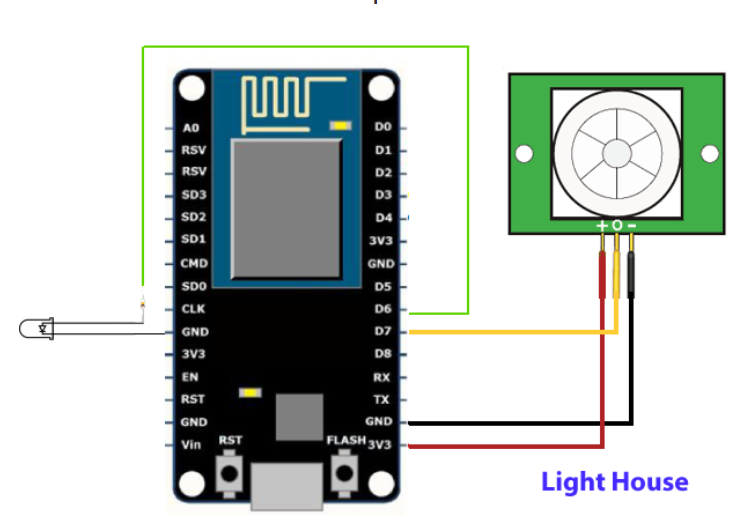 A0
RSV
RSV
SD3
SD2
SD1
CMD
SD0
CLK
GND
3V3
EN
RST
GND
Vin
RST
FLASH
D0
D1
D2
D3
D4
3V3
GND
D5
D6
D7
D8
RX
TX
GND
3V3
+ O -
Light House